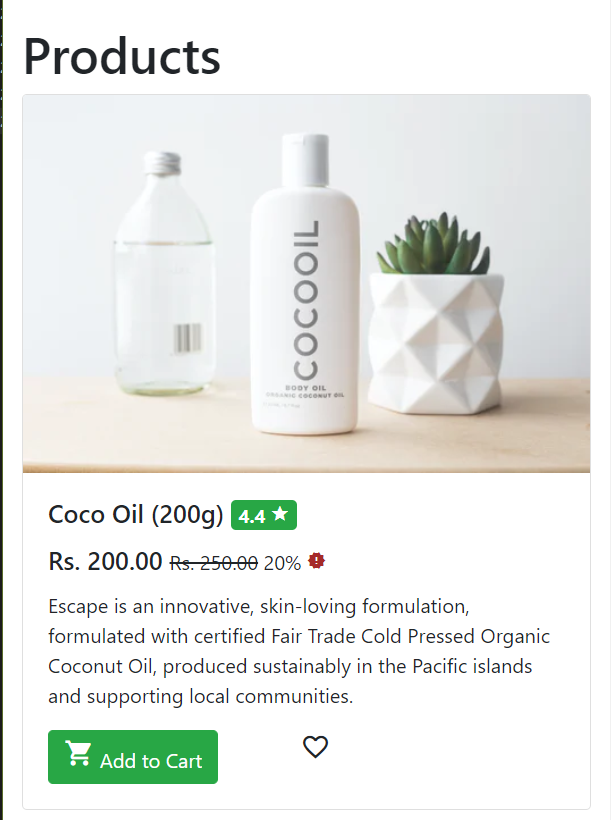 Products
COCOOIL
BODY OIL
ORGANIC COCONUT OIL
Coco Oil (200g) 4.4
Rs. 200.00 Rs. 250.00 20%
Escape is an innovative, skin-loving formulation,
formulated with certified Fair Trade Cold Pressed Organic
Coconut Oil, produced sustainably in the Pacific islands
and supporting local communities.
Add to Cart